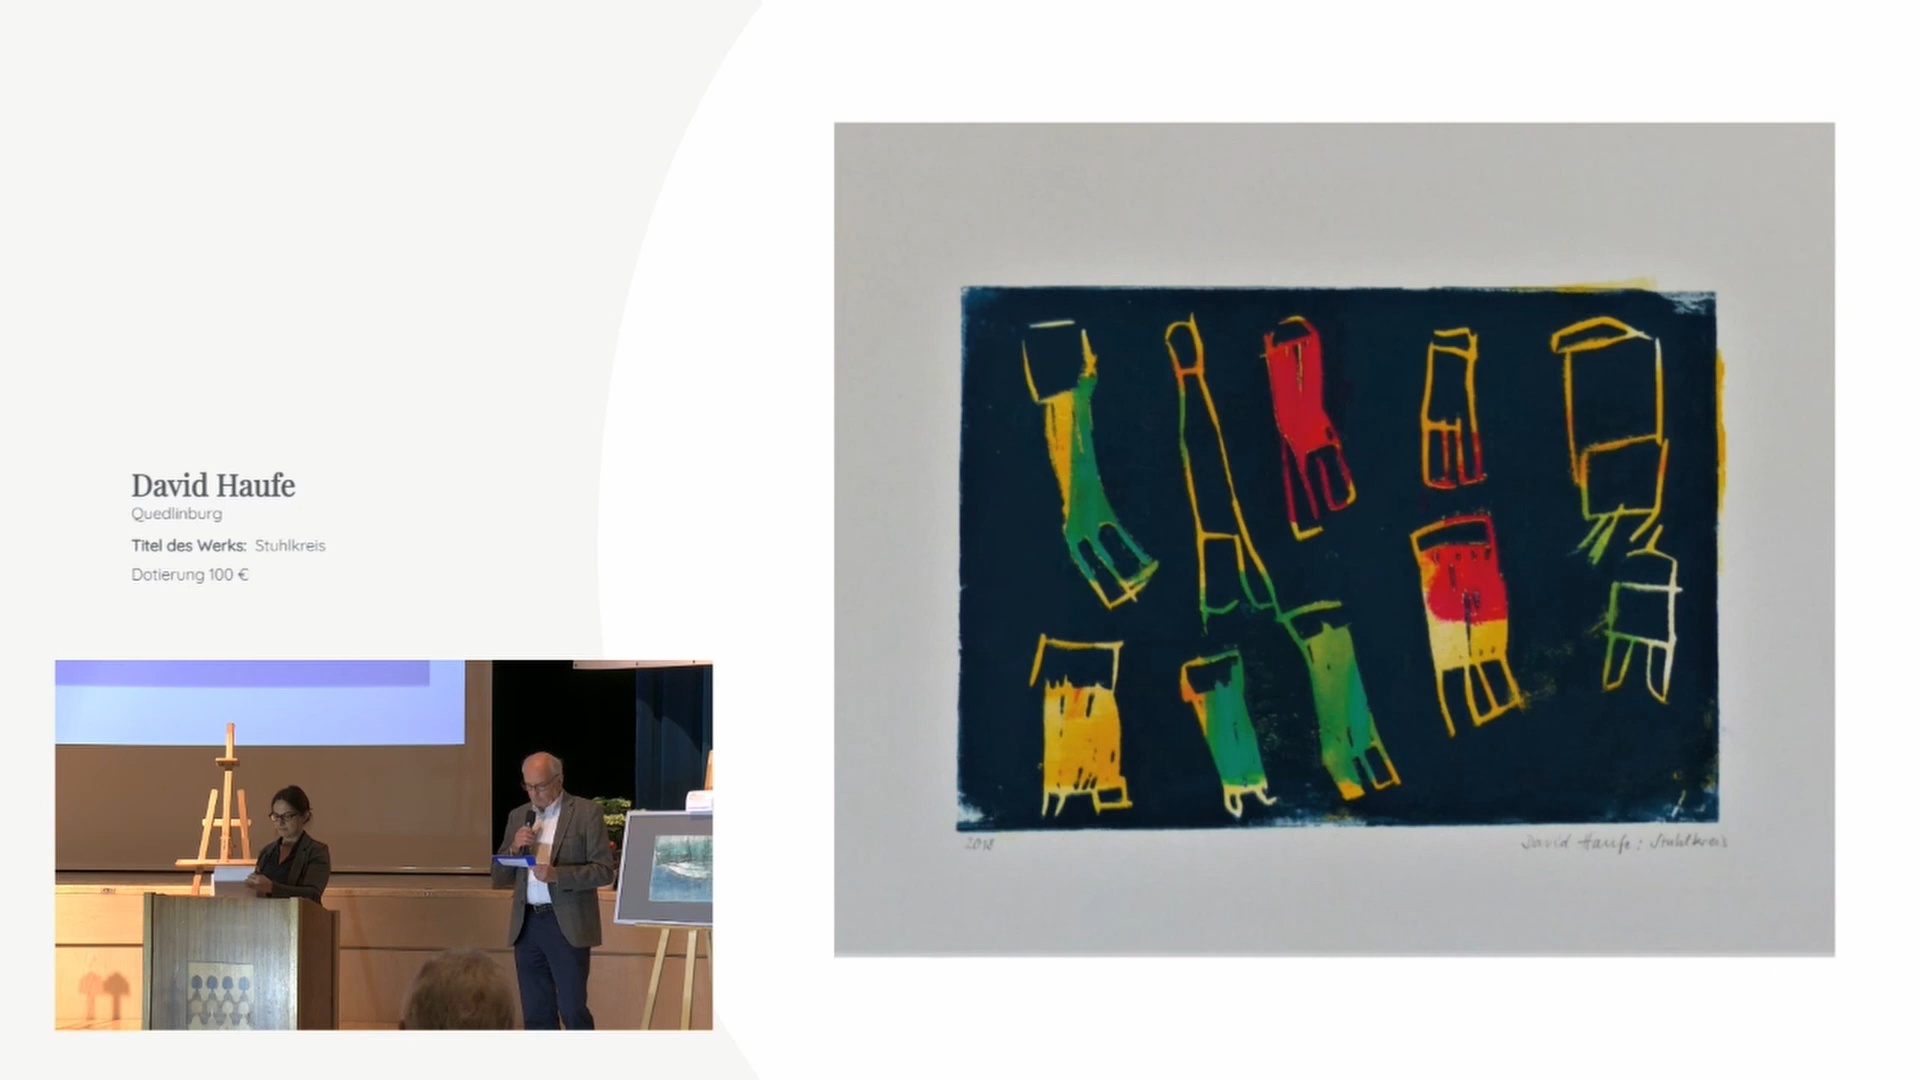 David Haufe
Quedlinburg
Titel des Werks: Stuhlkreis
Dotierung 100 €
2018
David Haufe: Stuhlkreis